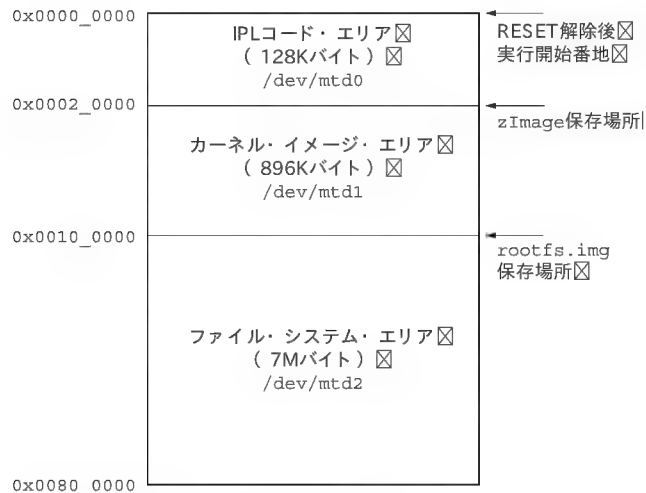 0x0000_0000
IPLコード・エリア
( 128Kバイト )
/dev/mtd0
RESET解除後
実行開始番地
0x0002_0000
zImage保存場所
カーネル・イメージ・エリア
( 896Kバイト )
/dev/mtd1
0x0010_0000
rootfs.img
保存場所
ファイル・システム・エリア
( 7Mバイト )
/dev/mtd2
0x0080_0000